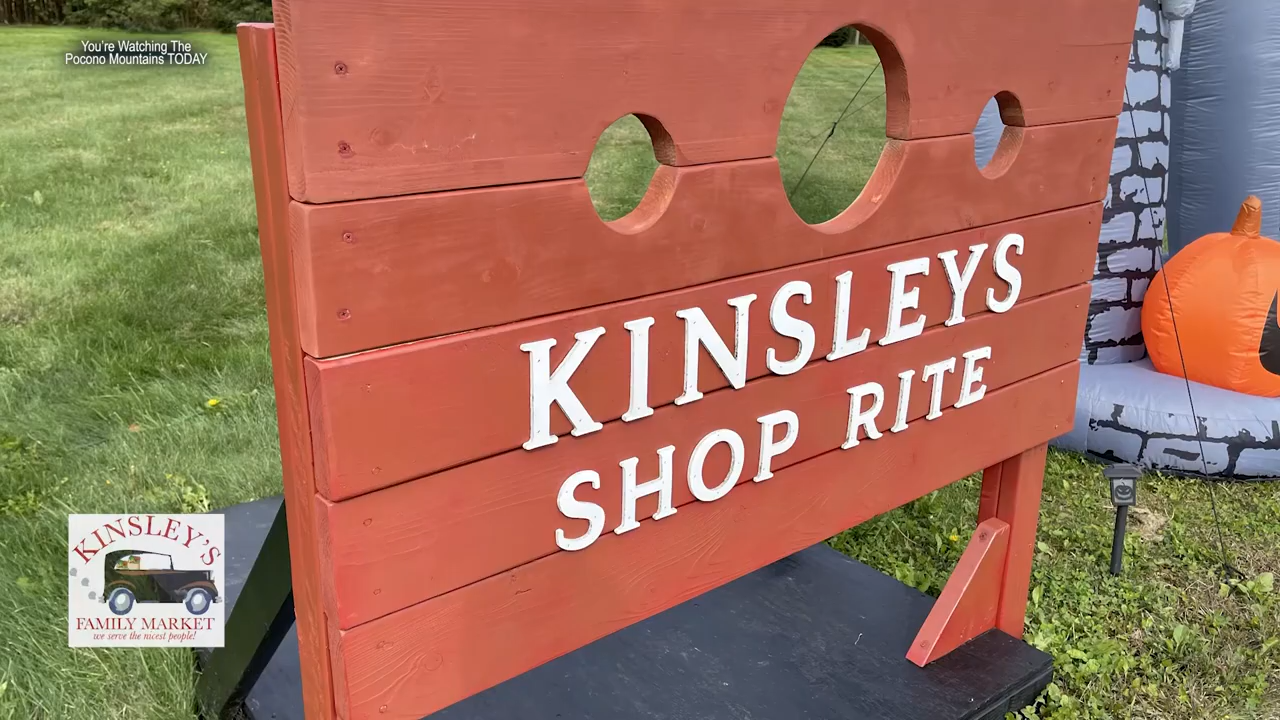 You're Watching The
Pocono Mountains TODAY
KINSLEYS
SHOP RITE
KINSLEY'S
FAMILY MARKET
we serve the nicest people!